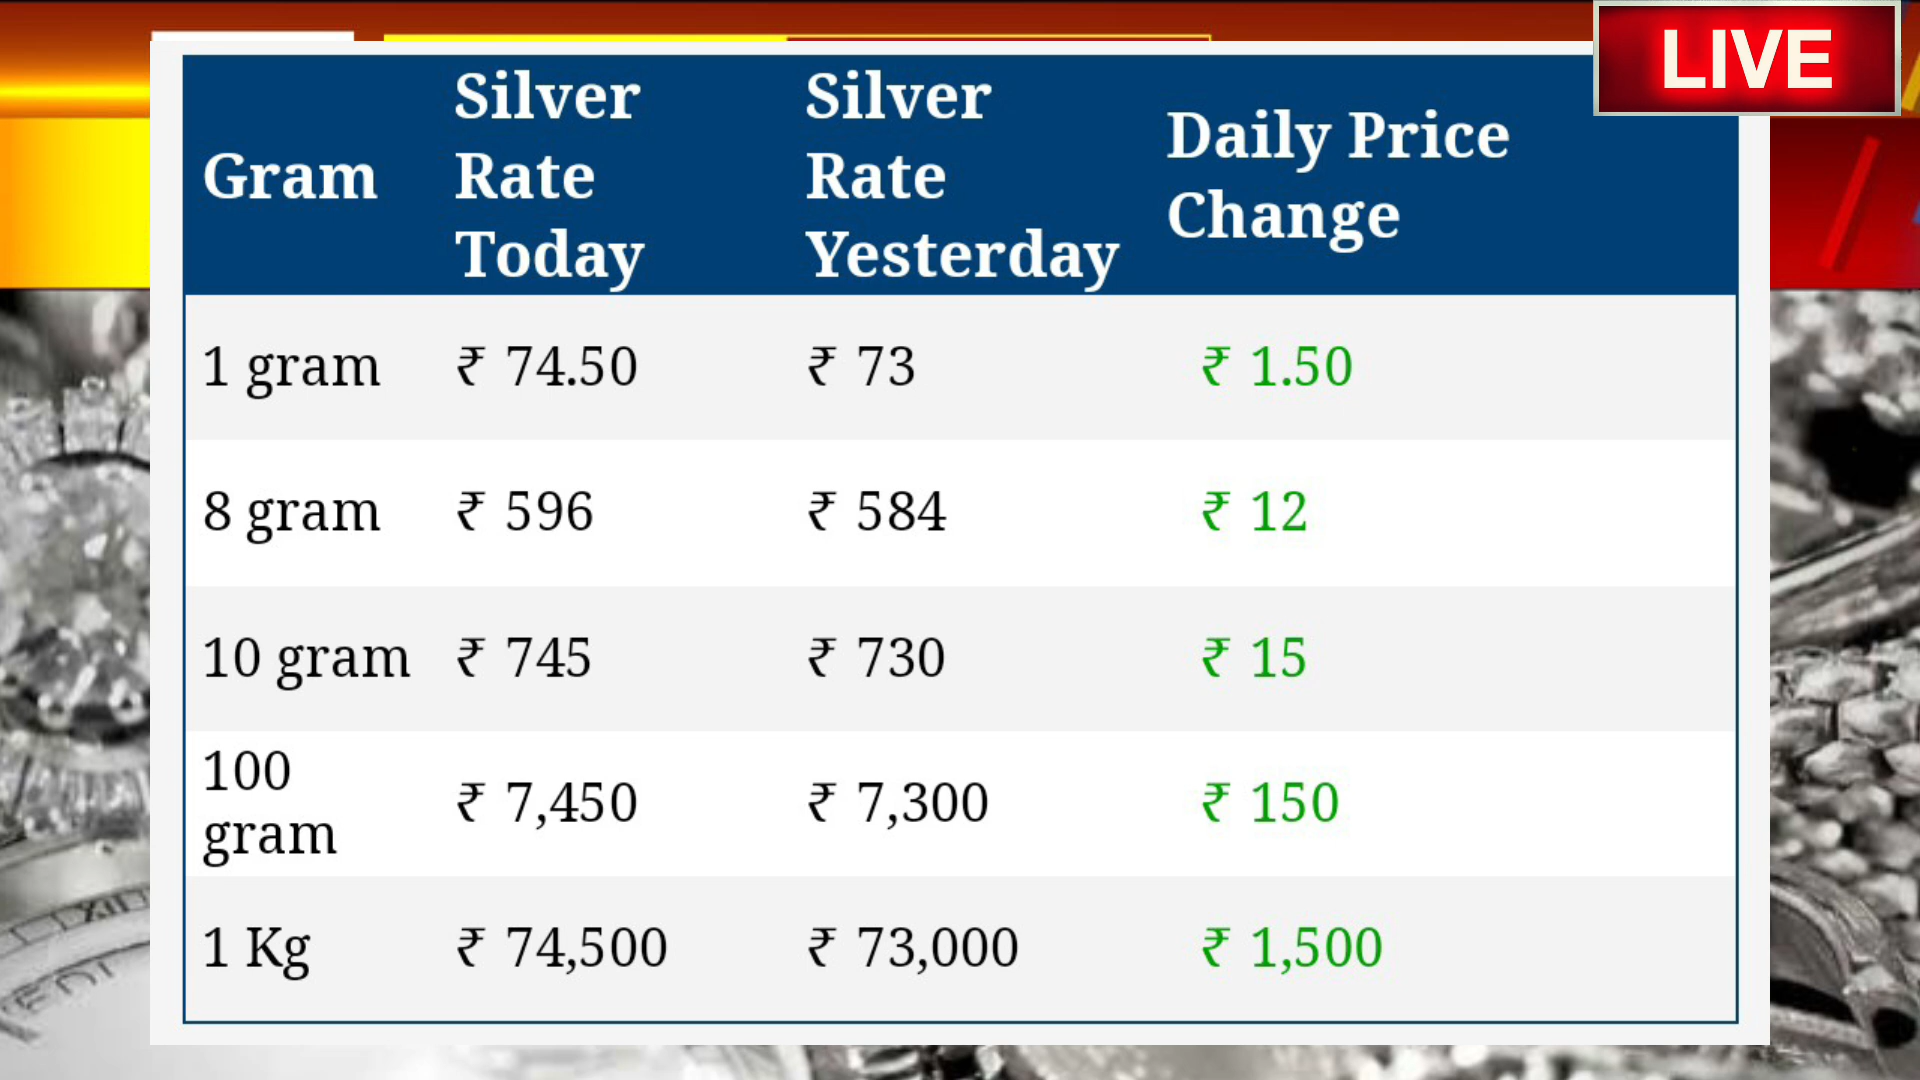 LIVE
Gram
Silver
Rate
Today
Silver
Rate
Yesterday
Daily Price
Change
1 gram ₹ 74.50 ₹ 73 ₹ 1.50
8 gram ₹ 596 ₹ 584 ₹ 12
10 gram ₹ 745 ₹ 730 ₹ 15
100
gram
₹ 7,450 ₹ 7,300 ₹ 150
1 Kg ₹ 74,500 ₹ 73,000 ₹ 1,500
XII